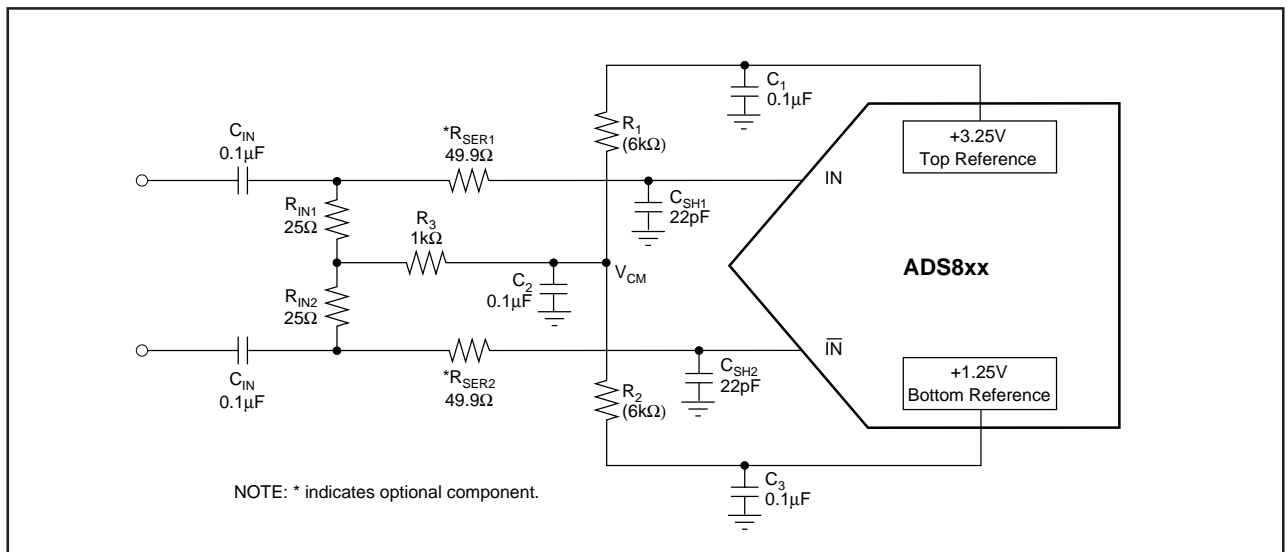 C1
0.1µF
R1
(6kΩ)
+3.25V
Top Reference
CIN
0.1µF
*RSER1
49.9Ω
IN
CSH1
22pF
RIN1
25Ω
R3
1kΩ
ADS8xx
VCM
C2
0.1µF
RIN2
25Ω
I̅N̅
CIN
0.1µF
*RSER2
49.9Ω
CSH2
22pF
R2
(6kΩ)
+1.25V
Bottom Reference
C3
0.1µF
NOTE: * indicates optional component.